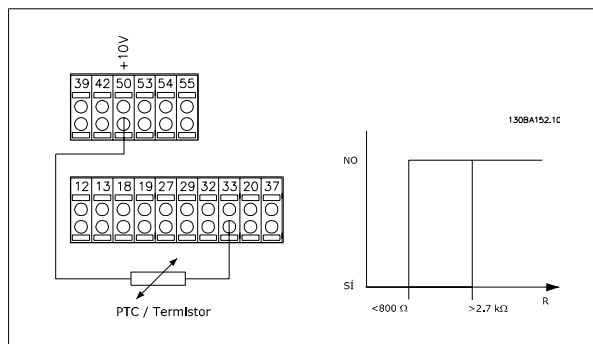 +10V
39 42 50 53 54 55
130BA152.10
12 13 18 19 27 29 32 33 20 37
PTC / Termistor
NO
SÍ
<800 Ω
>2.7 kΩ
R